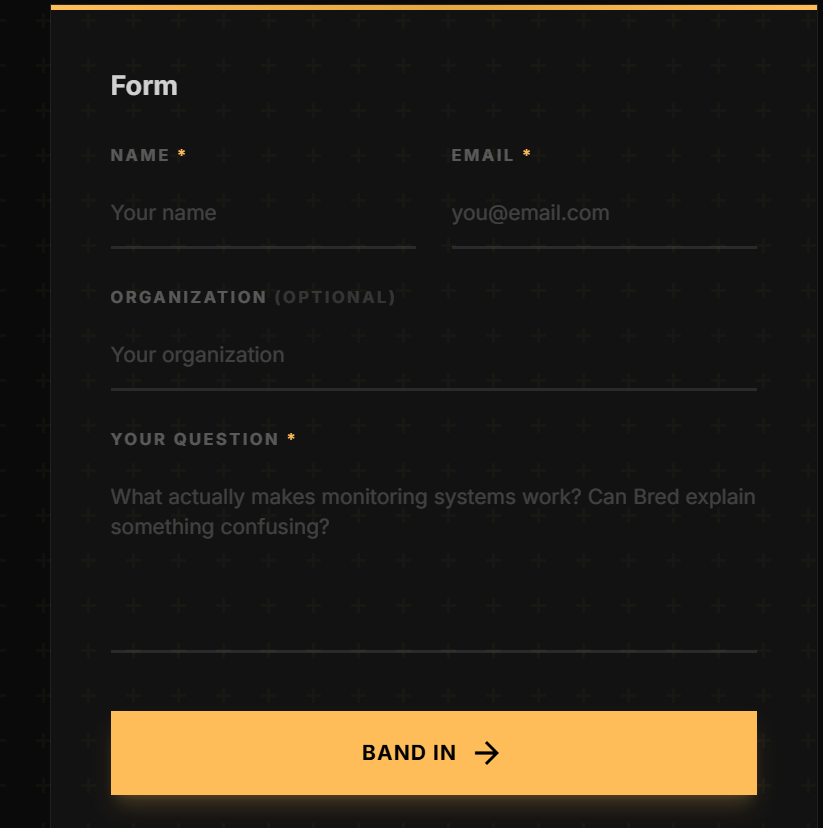 Form
NAME *
EMAIL *
Your name
you@email.com
ORGANIZATION (OPTIONAL)
Your organization
YOUR QUESTION *
What actually makes monitoring systems work? Can Bred explain
something confusing?
BAND IN →